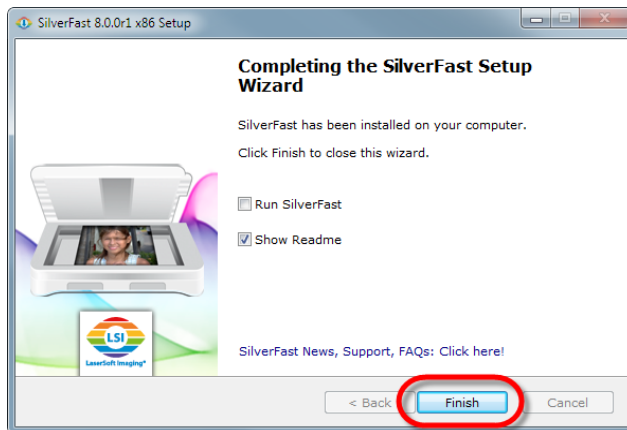 SilverFast 8.0.0r1 x86 Setup
Completing the SilverFast Setup
Wizard
SilverFast has been installed on your computer.
Click Finish to close this wizard.
Run SilverFast
Show Readme
LSI
LaserSoft Imaging®
SilverFast News, Support, FAQs: Click here!
< Back
Finish
Cancel